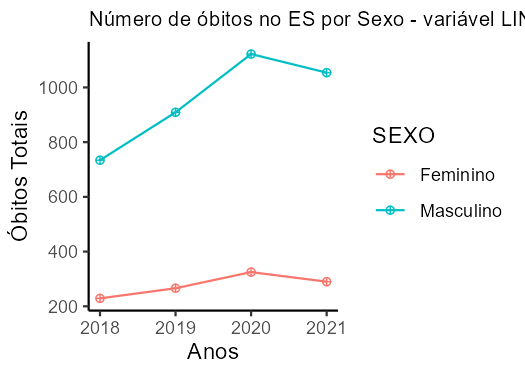 Número de óbitos no ES por Sexo - variável LIN
1000
800
600
400
200
Óbitos Totais
2018 2019 2020 2021
Anos
SEXO
Feminino
Masculino